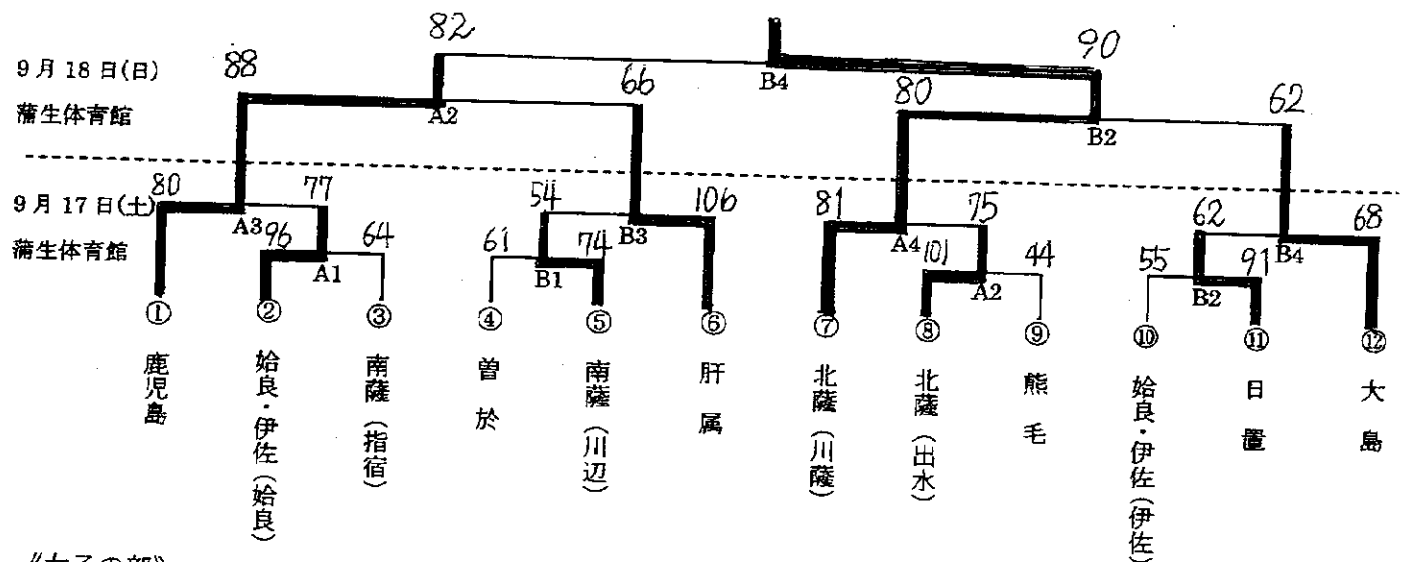 82
90
9月18日(日)
88
B4
66
80
62
蒲生体育館
A2
B2
80
77
54
106
81
75
62
68
9月17日(土)
A3
96
64
61
74
B3
A4
101
44
55
91
B4
蒲生体育館
A1
B1
A2
B2
① ② ③ ④ ⑤ ⑥ ⑦ ⑧ ⑨ ⑩ ⑪ ⑫
鹿児島
姶良・伊佐(姶良)
南薩(指宿)
曽於
南薩(川辺)
肝属
北薩(川薩)
北薩(出水)
熊毛
姶良・伊佐(伊佐)
日置
大島